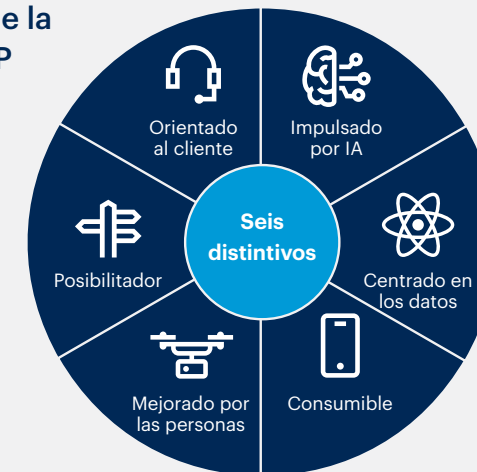 e la
P
Orientado
al cliente
Impulsado
por IA
Posibilitador
Seis
distintivos
Centrado en
los datos
Mejorado por
las personas
Consumible